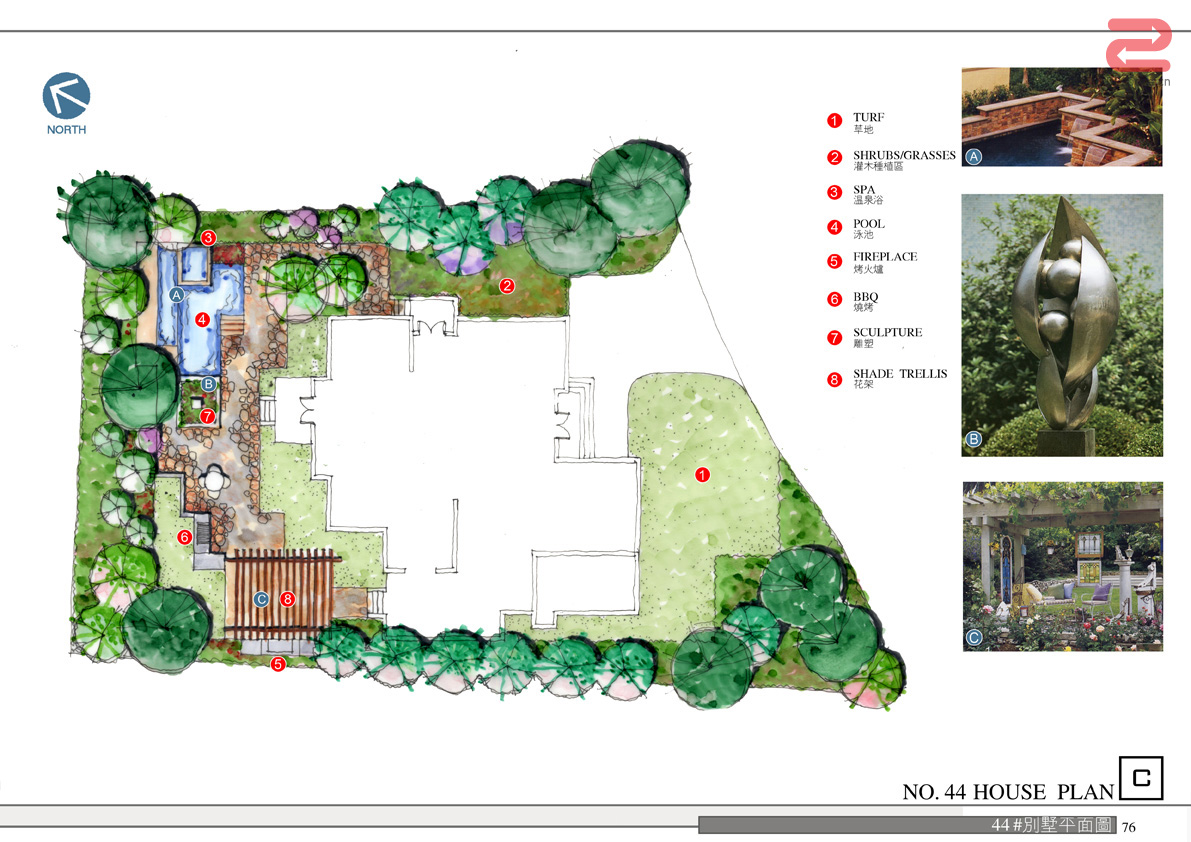 NORTH
1 TURF
草地
2 SHRUBS/GRASSES
灌木種植區
3 SPA
溫泉浴
4 POOL
泳池
5 FIREPLACE
烤火爐
6 BBQ
燒烤
7 SCULPTURE
雕塑
8 SHADE TRELLIS
花架
A
B
C
3
A
4
2
B
7
1
6
C
8
5
NO. 44 HOUSE PLAN
C
44#別墅平面圖
76